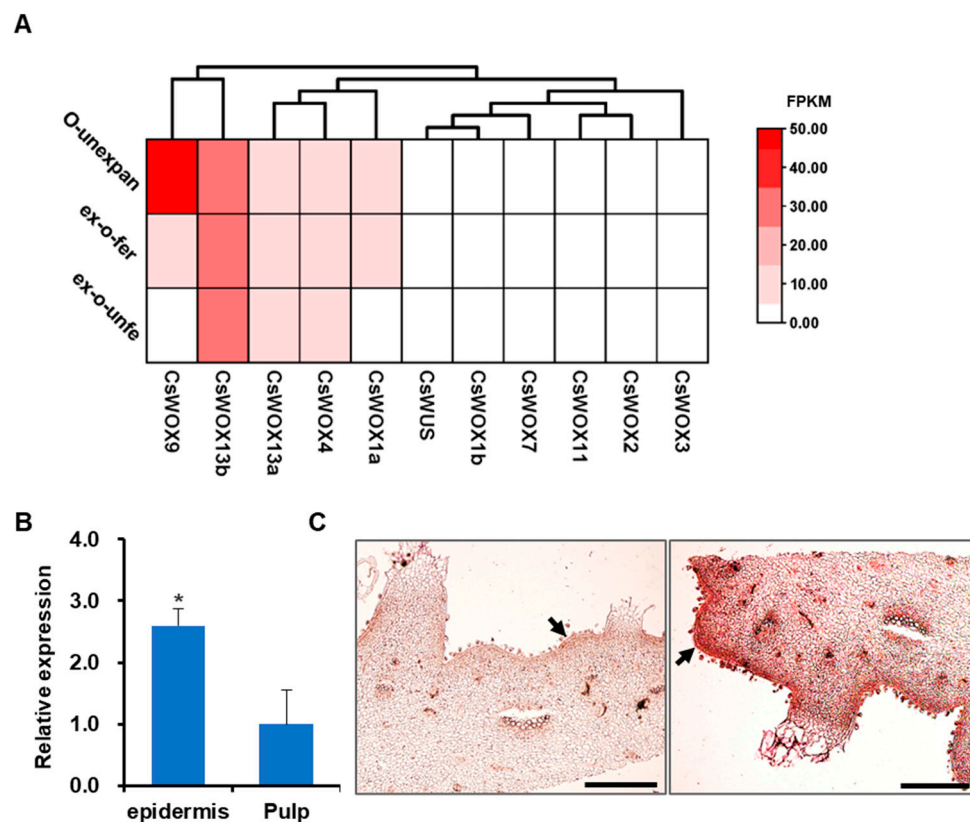 A
FPKM
50.00
40.00
30.00
20.00
10.00
0.00
O-unexpan
ex-o-fer
ex-o-unfe
CsWOX9
CsWOX13b
CsWOX13a
CsWOX4
CsWOX1a
CsWUS
CsWOX1b
CsWOX7
CsWOX11
CsWOX2
CsWOX3
B
Relative expression
4.0
3.0
2.0
1.0
0.0
*
epidermis
Pulp
C